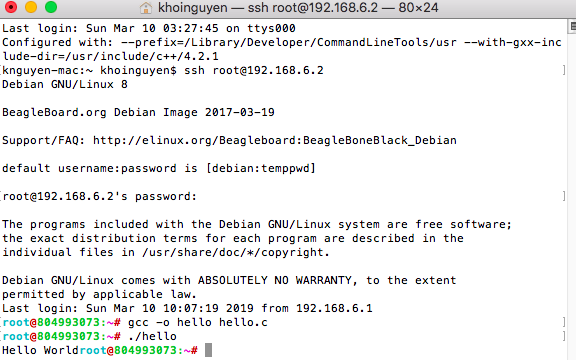 khoinguyen — ssh root@192.168.6.2 — 80×24
Last login: Sun Mar 10 03:27:45 on ttys000
Configured with: --prefix=/Library/Developer/CommandLineTools/usr --with-gxx-inc
lude-dir=/usr/include/c++/4.2.1
[knguyen-mac:~ khoinguyen$ ssh root@192.168.6.2 ]
Debian GNU/Linux 8
BeagleBoard.org Debian Image 2017-03-19
Support/FAQ: http://elinux.org/Beagleboard:BeagleBoneBlack_Debian
default username:password is [debian:temppwd]
[root@192.168.6.2's password: ]
The programs included with the Debian GNU/Linux system are free software;
the exact distribution terms for each program are described in the
individual files in /usr/share/doc/*/copyright.
Debian GNU/Linux comes with ABSOLUTELY NO WARRANTY, to the extent
permitted by applicable law.
Last login: Sun Mar 10 10:07:19 2019 from 192.168.6.1
[root@804993073:~# gcc -o hello hello.c ]
[root@804993073:~# ./hello ]
Hello Worldroot@804993073:~#